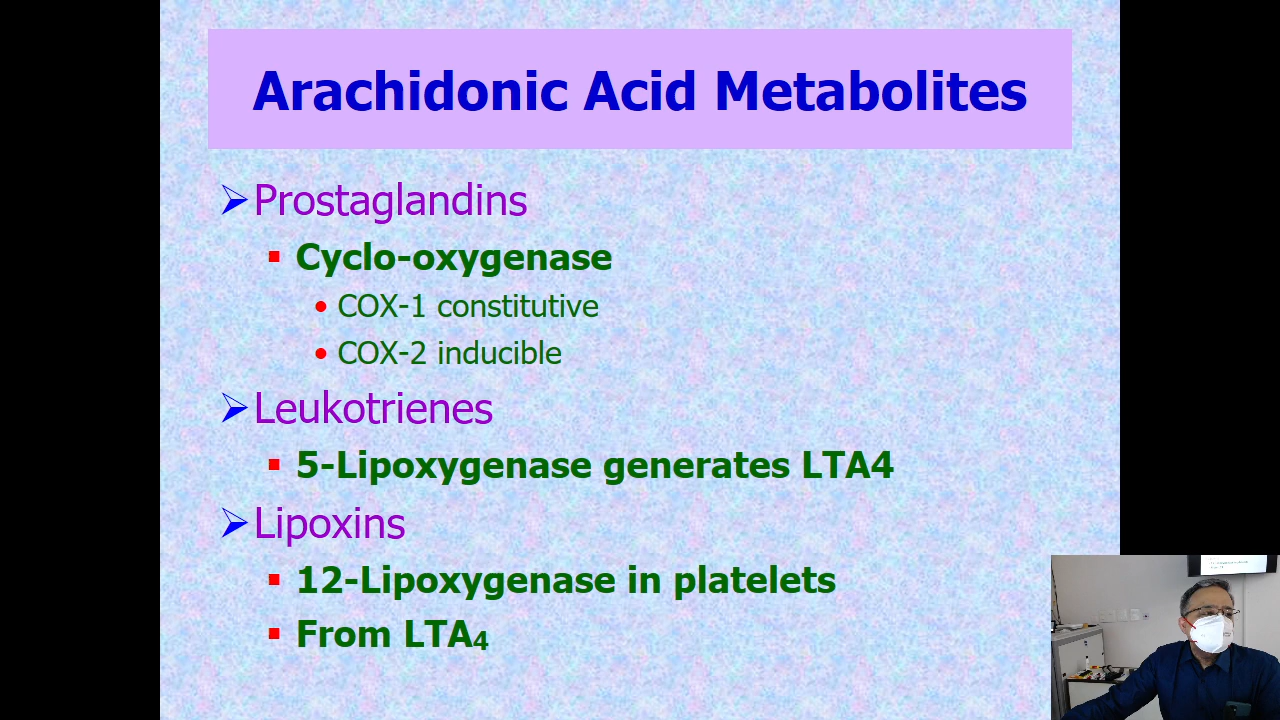 Arachidonic Acid Metabolites
Prostaglandins
Cyclo-oxygenase
COX-1 constitutive
COX-2 inducible
Leukotrienes
5-Lipoxygenase generates LTA4
Lipoxins
12-Lipoxygenase in platelets
From LTA₄